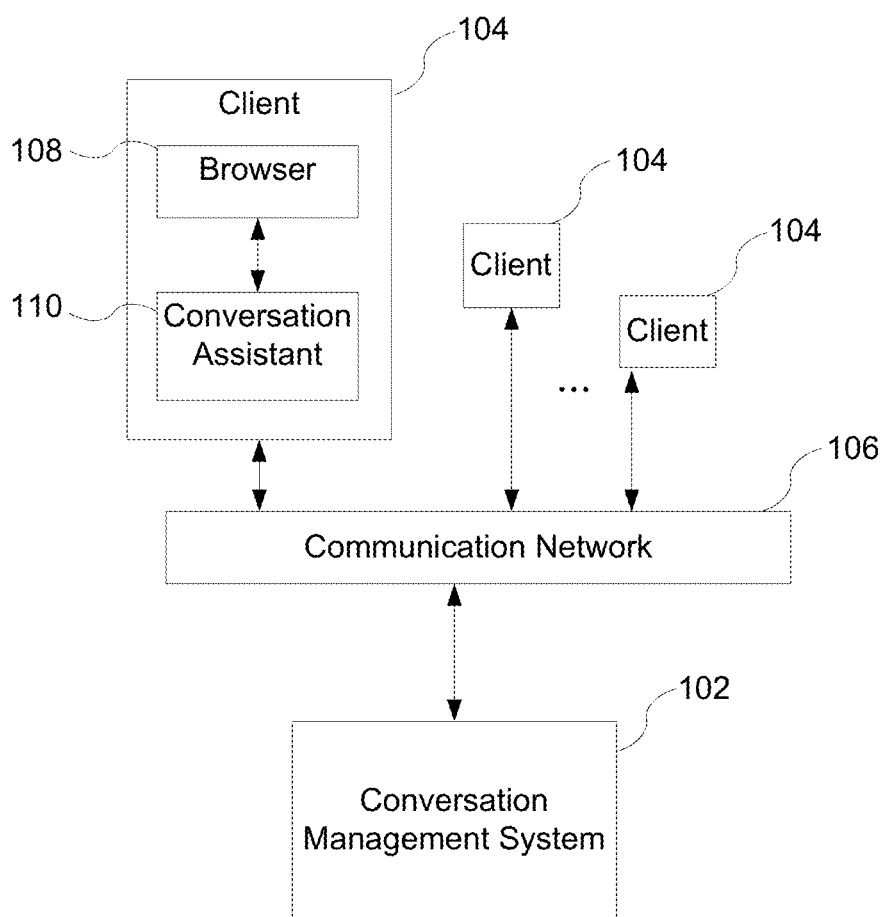 104
Client
108
Browser
104
Client
104
Client
110
Conversation
Assistant
...
106
Communication Network
102
Conversation
Management System